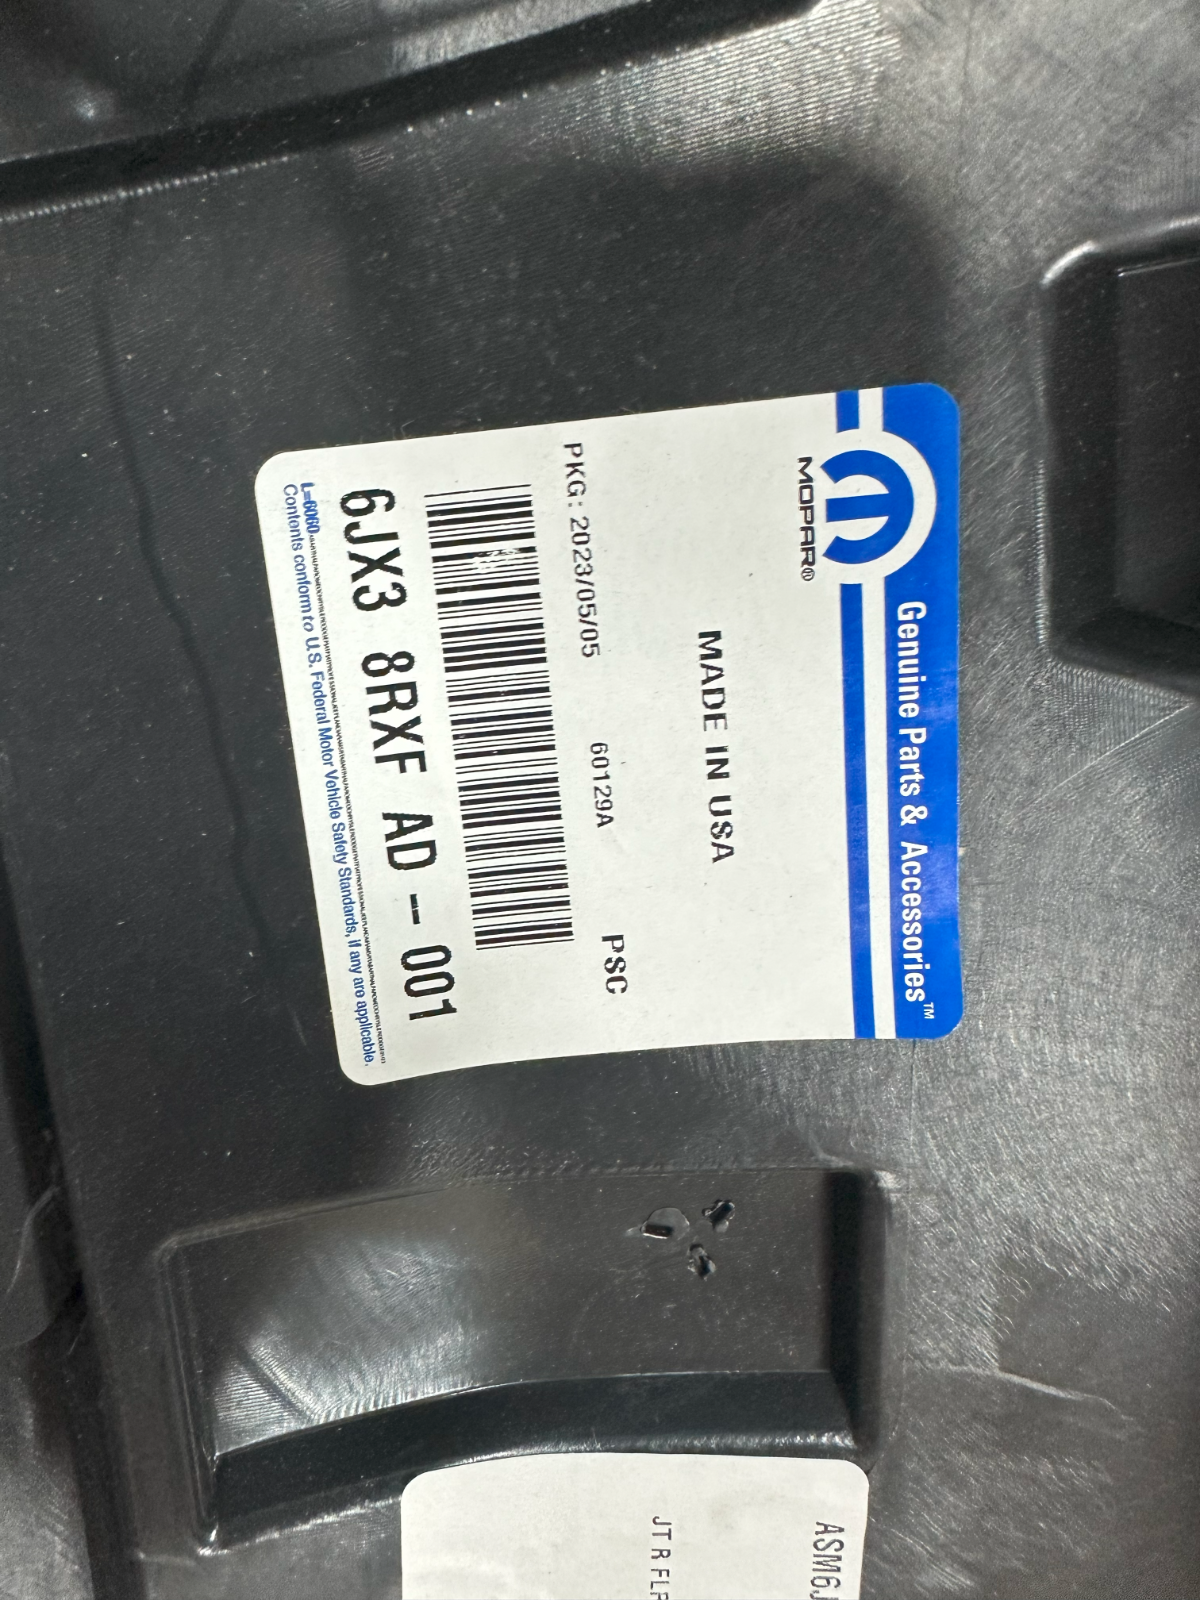 Genuine Parts & Accessories™
MOPAR®
MADE IN USA
PKG: 2023/05/05 60129A PSC
6JX3 8RXF AD -- 001
L=6060
Contents conform to U.S. Federal Motor Vehicle Safety Standards, if any are applicable.
ASM6J
JT R FLR